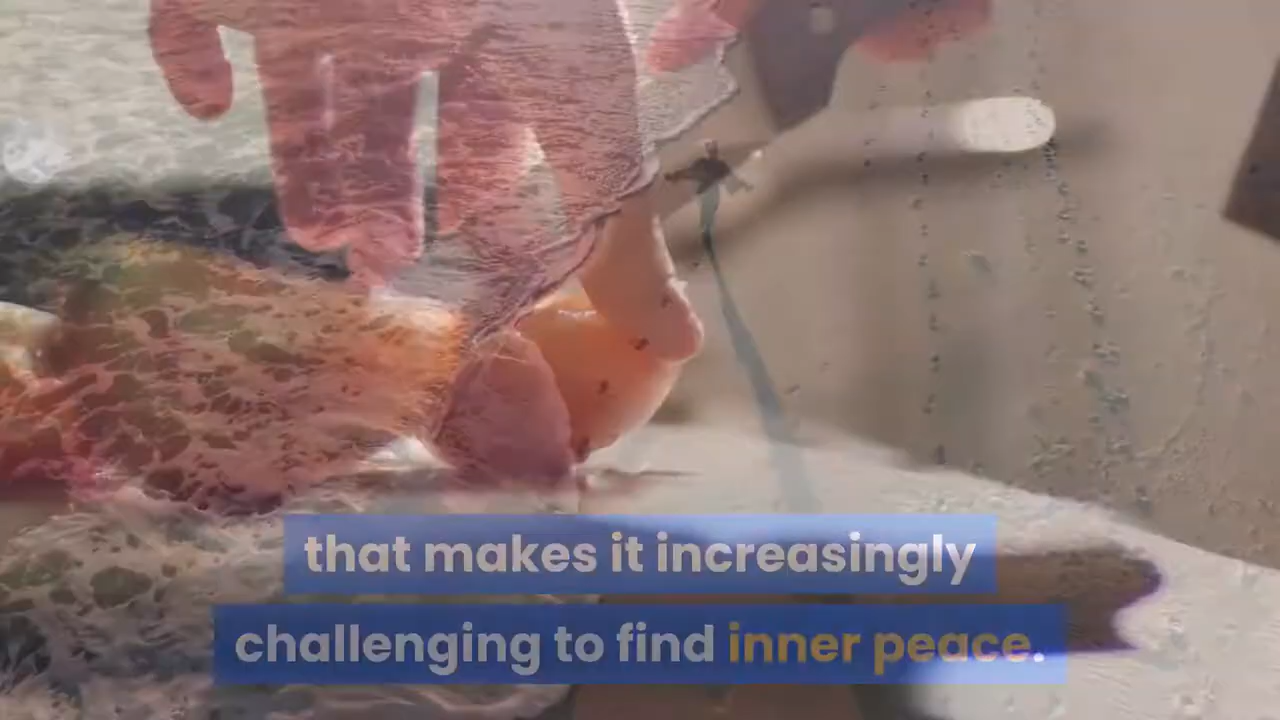 that makes it increasingly
challenging to find inner peace.